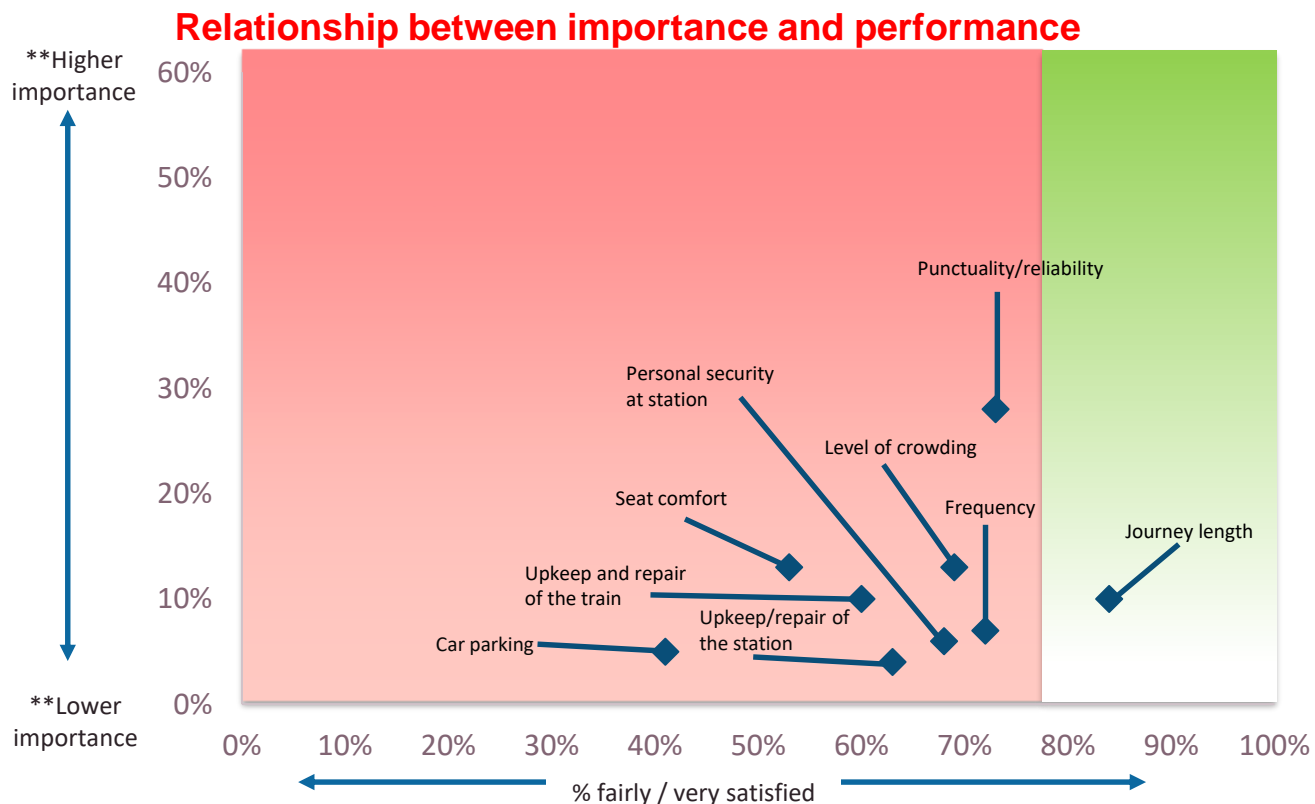 Relationship between importance and performance
**Higher
importance
60%
50%
40%
30%
20%
10%
0%
**Lower
importance
Punctuality/reliability
Personal security
at station
Level of crowding
Seat comfort
Frequency
Journey length
Upkeep and repair
of the train
Upkeep/repair of
the station
Car parking
0% 10% 20% 30% 40% 50% 60% 70% 80% 90% 100%
% fairly / very satisfied